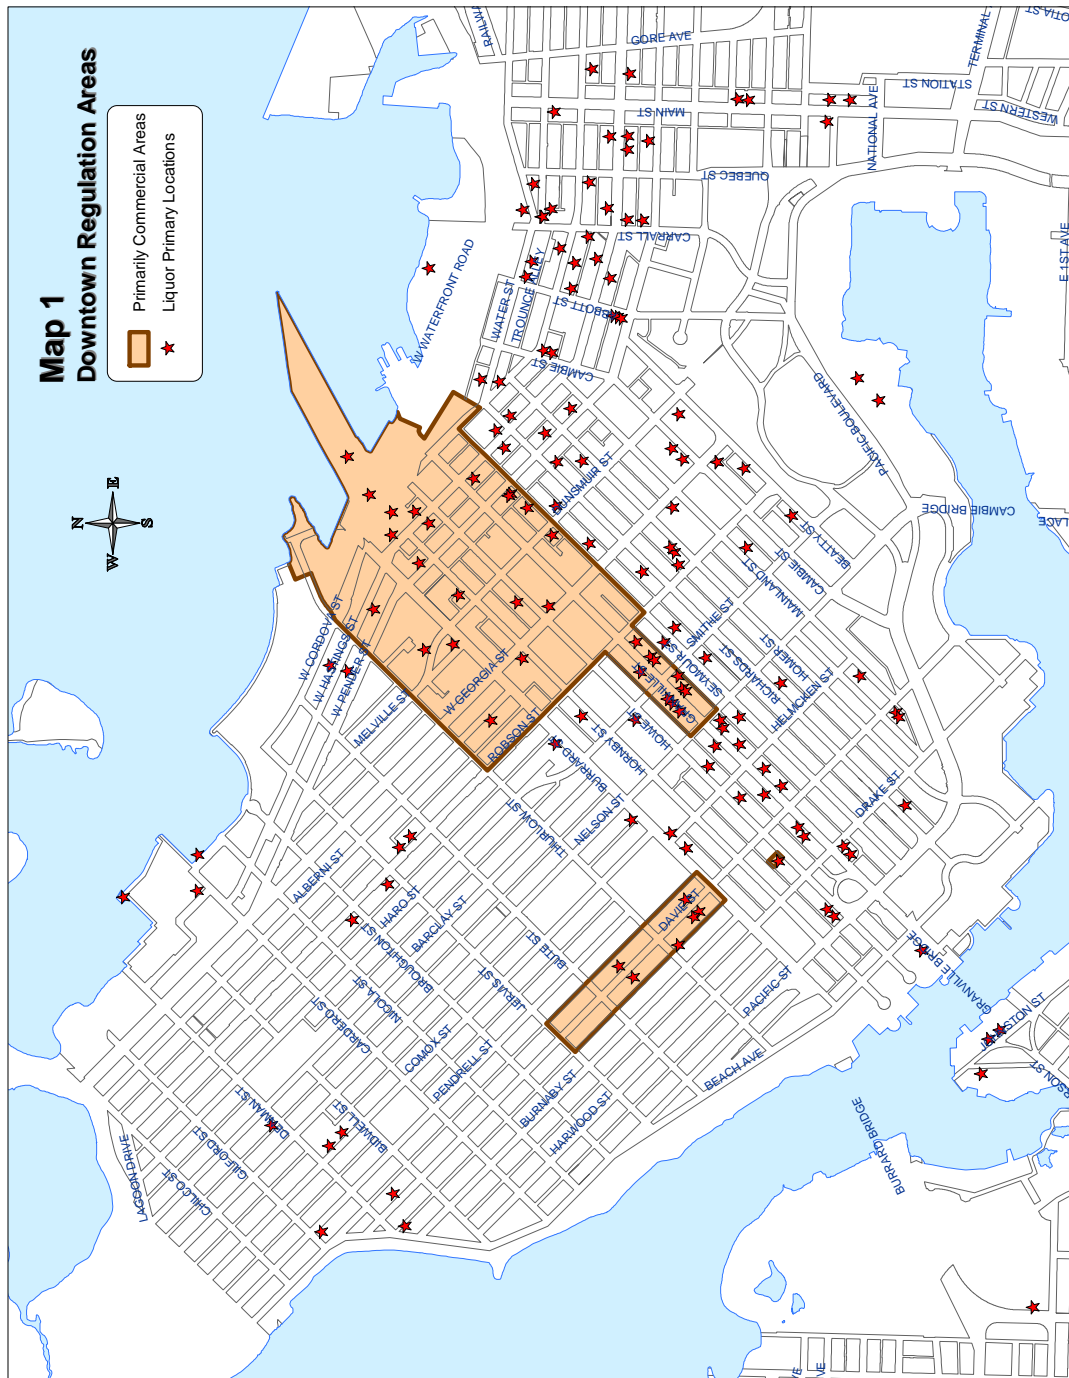 Map 1
Downtown Regulation Areas
Primarily Commercial Areas
Liquor Primary Locations
N
E
S
W
GORE AVE
TERMINAL
STATION ST
WESTERN ST
MAIN ST
NATIONAL AVE
QUEBEC ST
CARRALL ST
E 1ST AVE
W WATERFRONT ROAD
WATER ST
TROUNCE ALLEY
CAMBIE ST
PACIFIC BOULEVARD
CAMBIE BRIDGE
DUNSMUIR ST
BEATTY ST
CAMBIE ST
MAINLAND ST
SMITHE ST
HOMER ST
RICHARDS ST
SEYMOUR ST
HELMCKEN ST
W CORDOVA ST
W HASTINGS ST
W PENDER ST
MELVILLE ST
W GEORGIA ST
ROBSON ST
HOWE ST
HORNBY ST
BURRARD ST
NELSON ST
THURLOW ST
DRAKE ST
ALBERNI ST
HARO ST
BARCLAY ST
BROUGHTON ST
NICOLA ST
CARDERO ST
JERVIS ST
BUTE ST
DAVIE ST
COMOX ST
PENDRELL ST
BURNABY ST
HARWOOD ST
PACIFIC ST
BEACH AVE
GRANVILLE BRIDGE
JOHNSTON ST
BURRARD BRIDGE
DENMAN ST
BIDWELL ST
GILFORD ST
CHILCO ST
LAGOON DRIVE